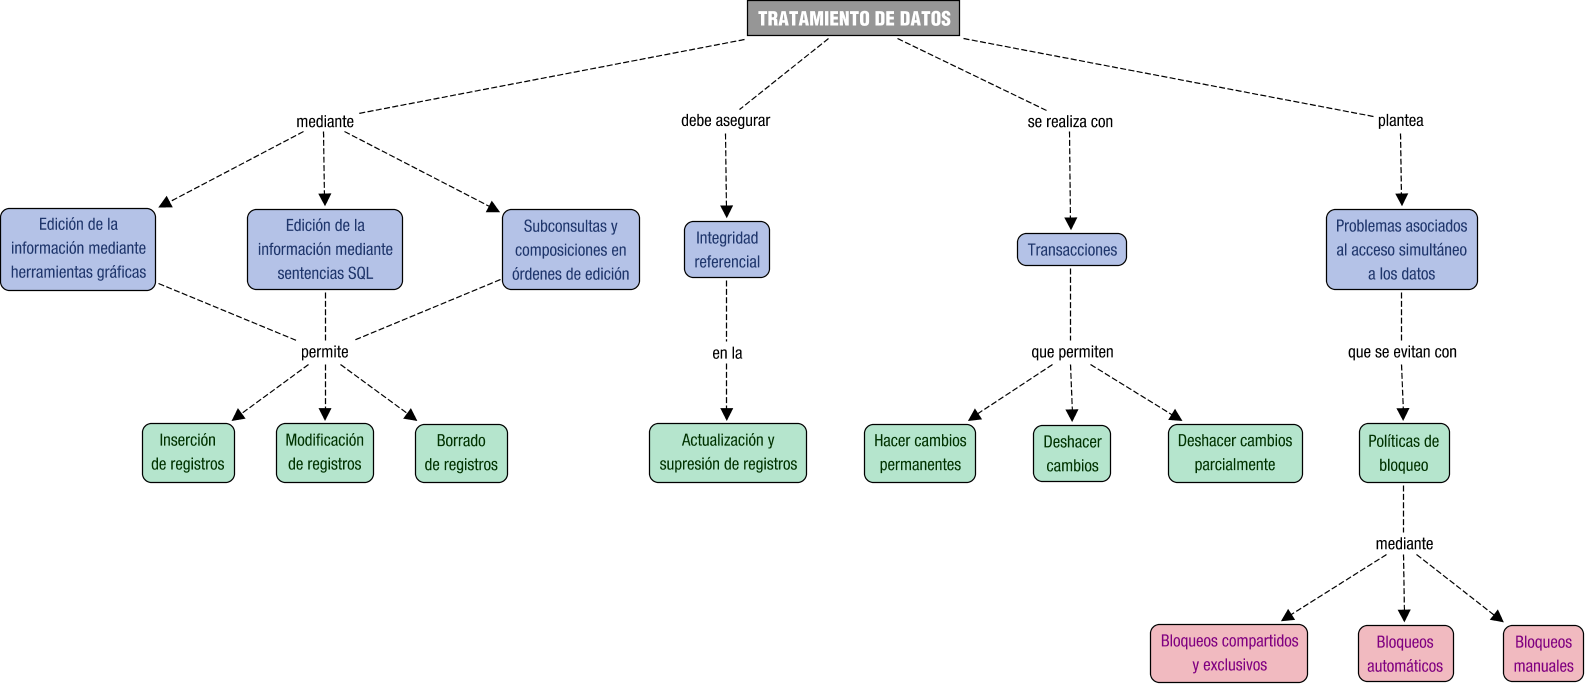 TRATAMIENTO DE DATOS
mediante
debe asegurar
se realiza con
plantea
Edición de la
información mediante
herramientas gráficas
Edición de la
información mediante
sentencias SQL
Subconsultas y
composiciones en
órdenes de edición
Integridad
referencial
Transacciones
Problemas asociados
al acceso simultáneo
a los datos
permite
en la
que permiten
que se evitan con
Inserción
de registros
Modificación
de registros
Borrado
de registros
Actualización y
supresión de registros
Hacer cambios
permanentes
Deshacer
cambios
Deshacer cambios
parcialmente
Políticas de
bloqueo
mediante
Bloqueos compartidos
y exclusivos
Bloqueos
automáticos
Bloqueos
manuales